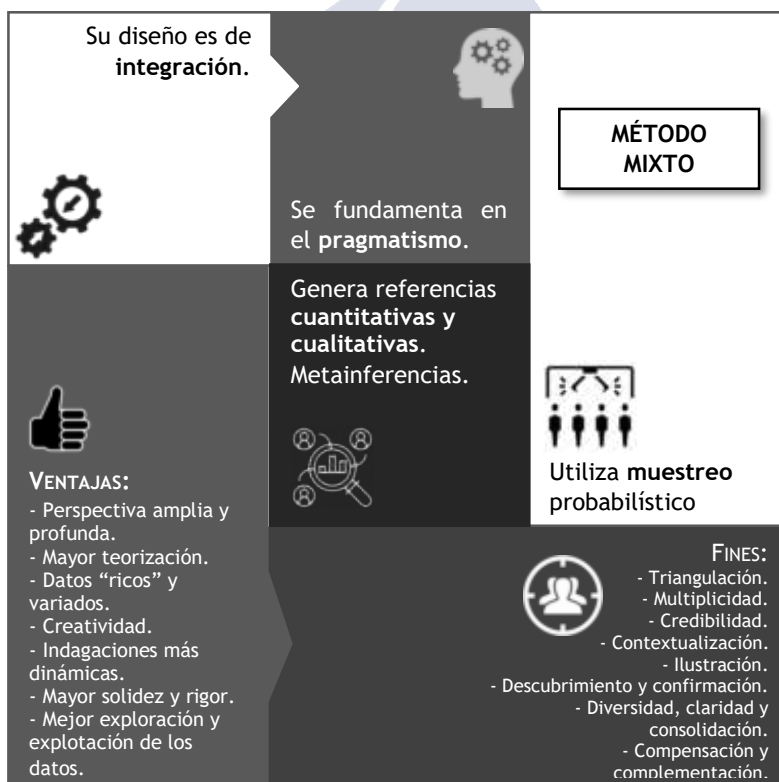 Su diseño es de
integración.
MÉTODO
MIXTO
Se fundamenta en
el pragmatismo.
Genera referencias
cuantitativas y
cualitativas.
Metainferencias.
Utiliza muestreo
probabilístico
VENTAJAS:
- Perspectiva amplia y
profunda.
- Mayor teorización.
- Datos “ricos” y
variados.
- Creatividad.
- Indagaciones más
dinámicas.
- Mayor solidez y rigor.
- Mejor exploración y
explotación de los
datos.
FINES:
- Triangulación.
- Multiplicidad.
- Credibilidad.
- Contextualización.
- Ilustración.
- Descubrimiento y confirmación.
- Diversidad, claridad y
consolidación.
- Compensación y
complementación.